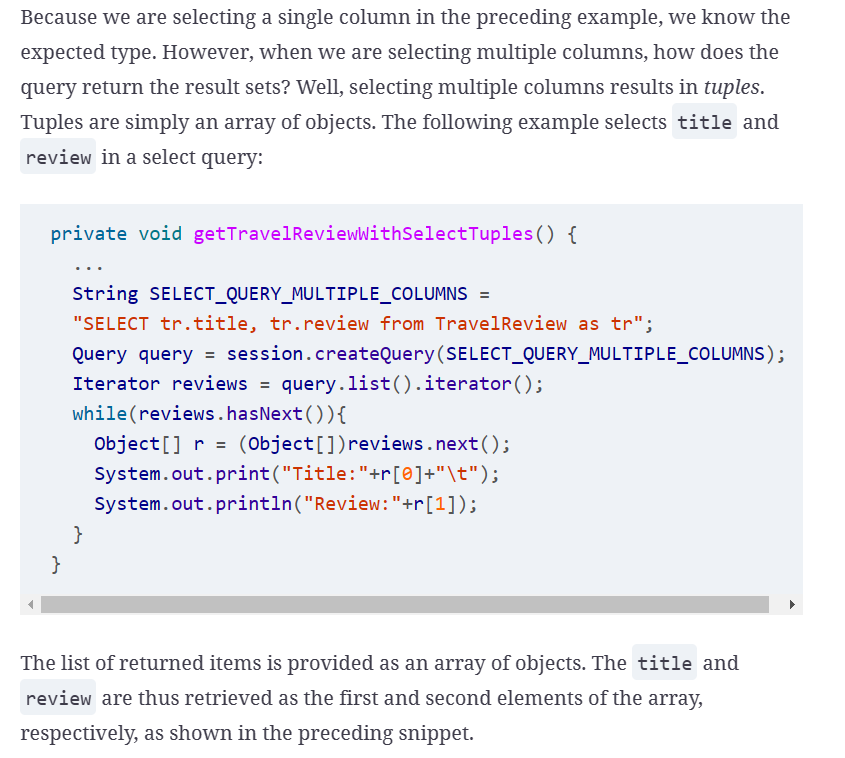 Because we are selecting a single column in the preceding example, we know the
expected type. However, when we are selecting multiple columns, how does the
query return the result sets? Well, selecting multiple columns results in tuples.
Tuples are simply an array of objects. The following example selects title and
review in a select query:
private void getTravelReviewWithSelectTuples() {
...
String SELECT_QUERY_MULTIPLE_COLUMNS =
"SELECT tr.title, tr.review from TravelReview as tr";
Query query = session.createQuery(SELECT_QUERY_MULTIPLE_COLUMNS);
Iterator reviews = query.list().iterator();
while(reviews.hasNext()){
Object[] r = (Object[])reviews.next();
System.out.print("Title:"+r[0]+"\t");
System.out.println("Review:"+r[1]);
}
}
The list of returned items is provided as an array of objects. The title and
review are thus retrieved as the first and second elements of the array,
respectively, as shown in the preceding snippet.